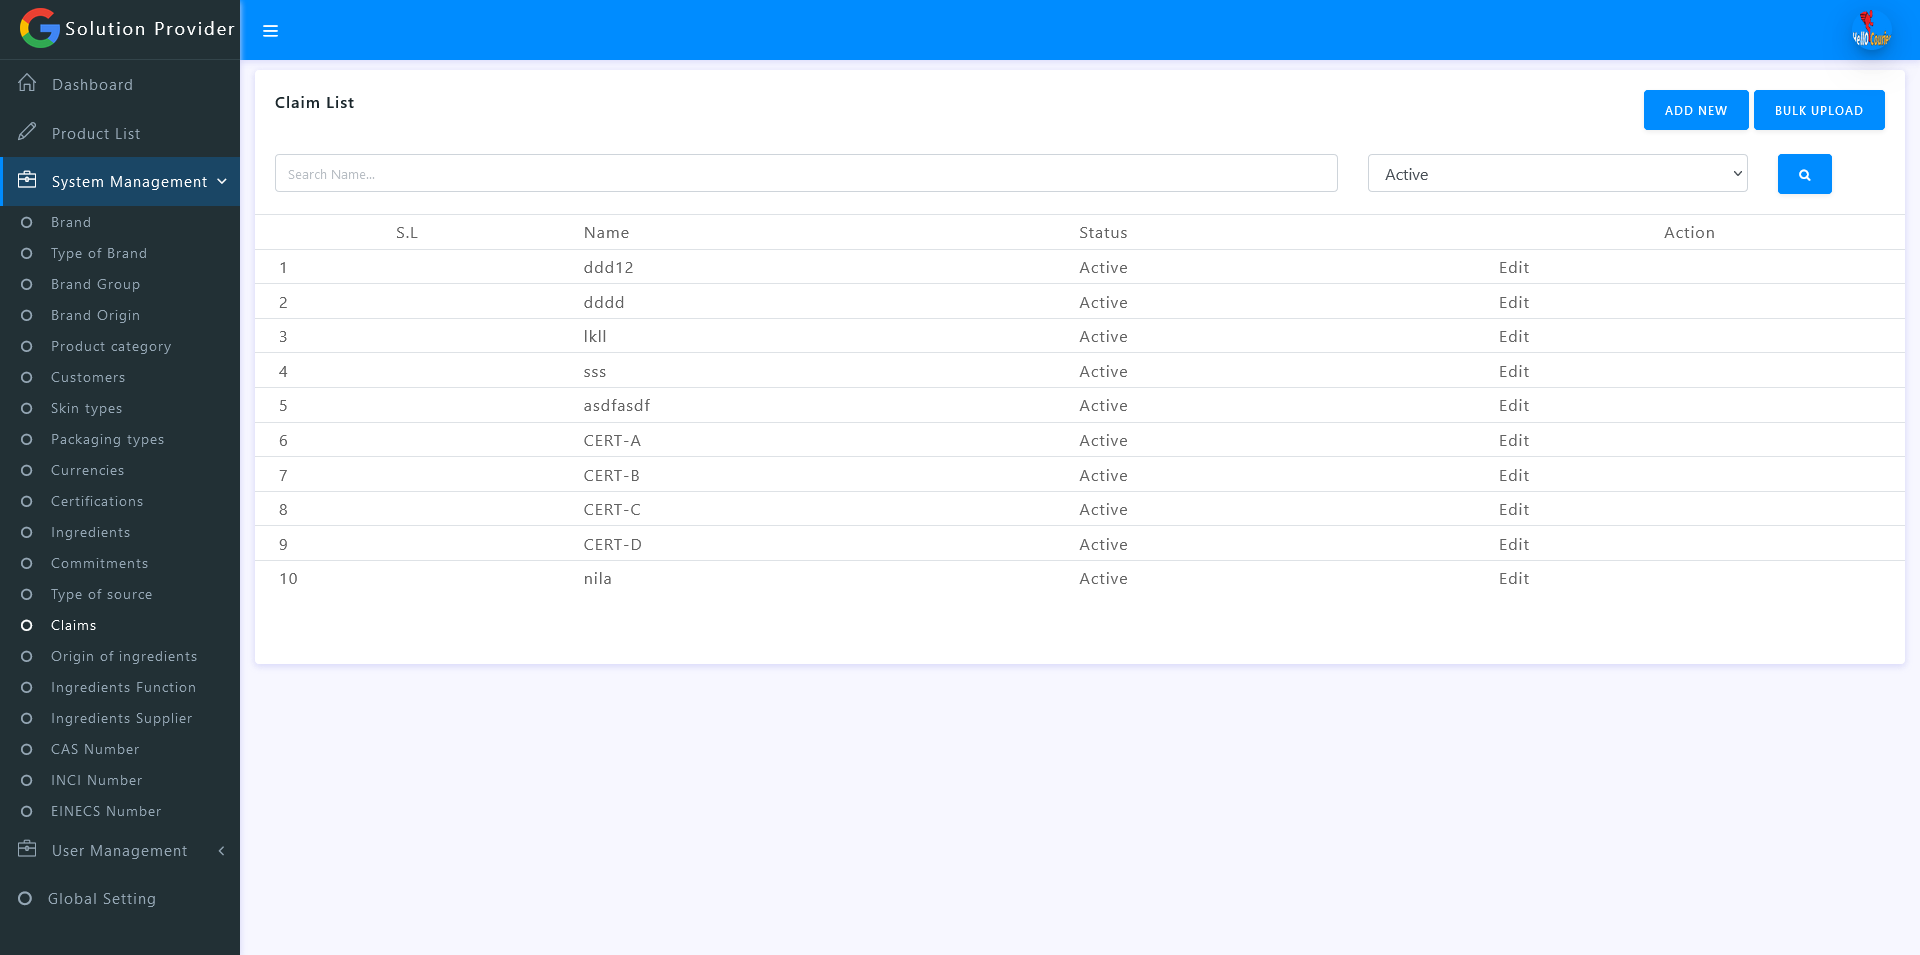 Solution Provider
Dashboard
Product List
System Management
Brand
Type of Brand
Brand Group
Brand Origin
Product category
Customers
Skin types
Packaging types
Currencies
Certifications
Ingredients
Commitments
Type of source
Claims
Origin of ingredients
Ingredients Function
Ingredients Supplier
CAS Number
INCI Number
EINECS Number
User Management
Global Setting
HellO Courier
Claim List
ADD NEW BULK UPLOAD
Search Name... Active
S.L Name Status Action
1 ddd12 Active Edit
2 dddd Active Edit
3 lkll Active Edit
4 sss Active Edit
5 asdfasdf Active Edit
6 CERT-A Active Edit
7 CERT-B Active Edit
8 CERT-C Active Edit
9 CERT-D Active Edit
10 nila Active Edit